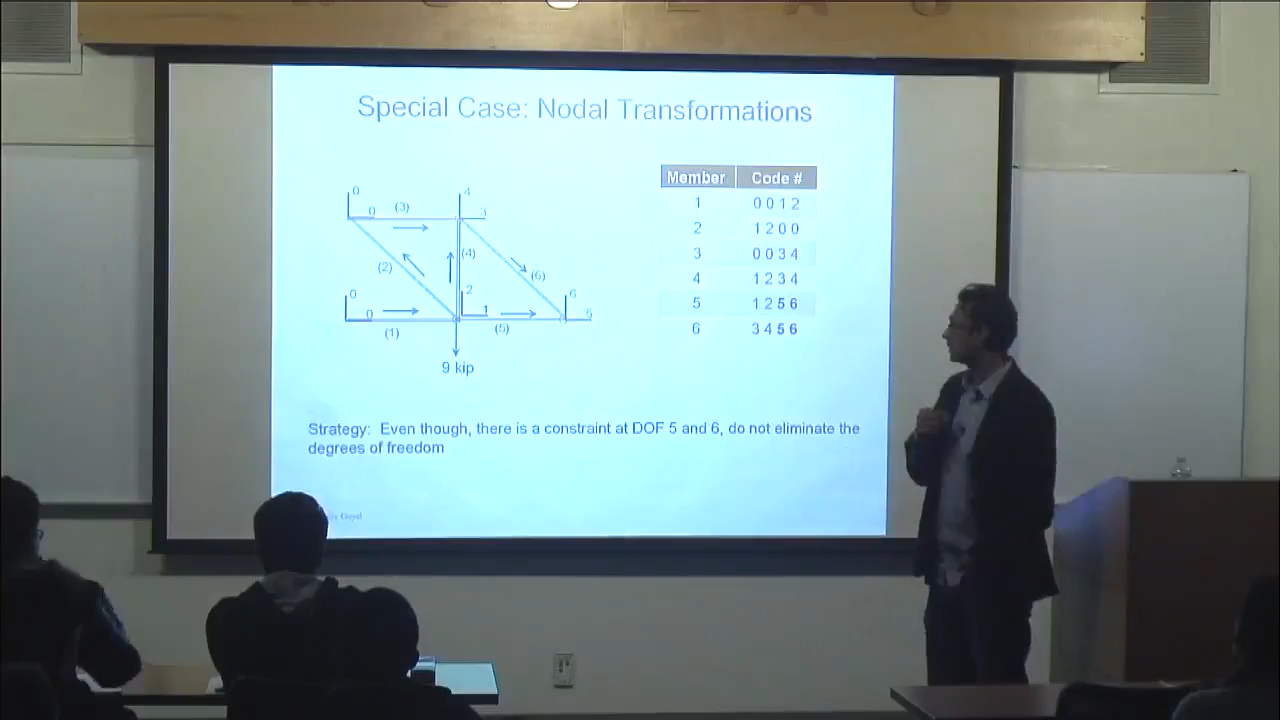 Special Case: Nodal Transformations
Member Code #
1 0 0 1 2
2 1 2 0 0
3 0 0 3 4
4 1 2 3 4
5 1 2 5 6
6 3 4 5 6
0
0
(3)
4
3
(2)
(4)
(6)
0
0
(1)
2
1
(5)
6
5
9 kip
Strategy: Even though, there is a constraint at DOF 5 and 6, do not eliminate the
degrees of freedom
Goyal